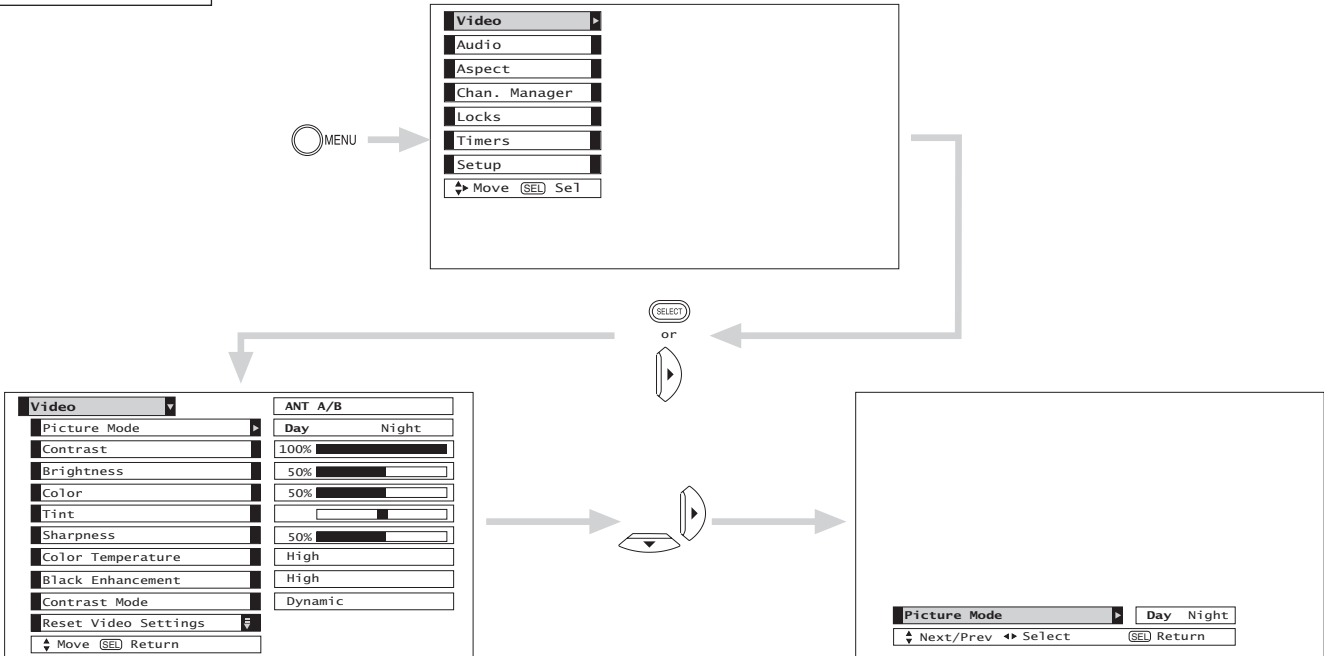 Video
Audio
Aspect
Chan. Manager
Locks
Timers
Setup
Move SEL Sel
MENU
SELECT
or
Video
ANT A/B
Picture Mode
Day Night
Contrast
100%
Brightness
50%
Color
50%
Tint
Sharpness
50%
Color Temperature
High
Black Enhancement
High
Contrast Mode
Dynamic
Reset Video Settings
Move SEL Return
Picture Mode
Day Night
Next/Prev Select SEL Return